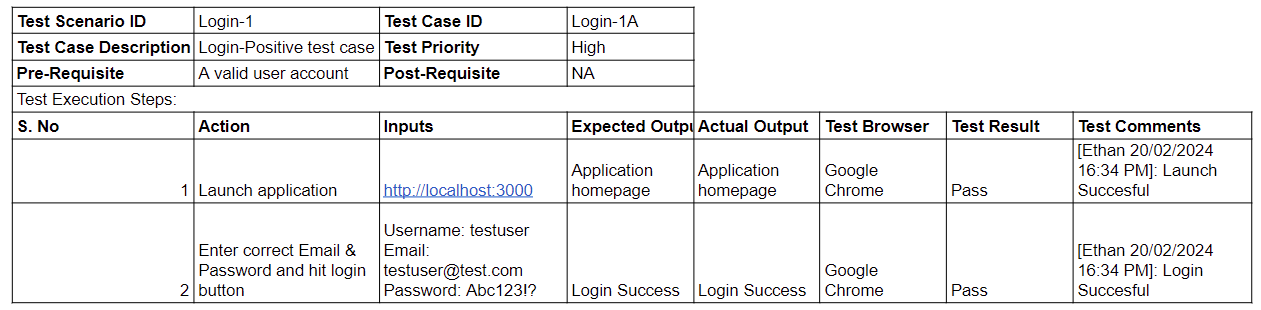 Test Scenario ID Login-1 Test Case ID Login-1A
Test Case Description Login-Positive test case Test Priority High
Pre-Requisite A valid user account Post-Requisite NA
Test Execution Steps:
S. No Action Inputs Expected Outpu Actual Output Test Browser Test Result Test Comments
1 Launch application http://localhost:3000
Application
homepage
Application
homepage
Google
Chrome
Pass
[Ethan 20/02/2024
16:34 PM]: Launch
Succesful
2
Enter correct Email &
Password and hit login
button
Username: testuser
Email:
testuser@test.com
Password: Abc123!?
Login Success
Login Success
Google
Chrome
Pass
[Ethan 20/02/2024
16:34 PM]: Login
Succesful